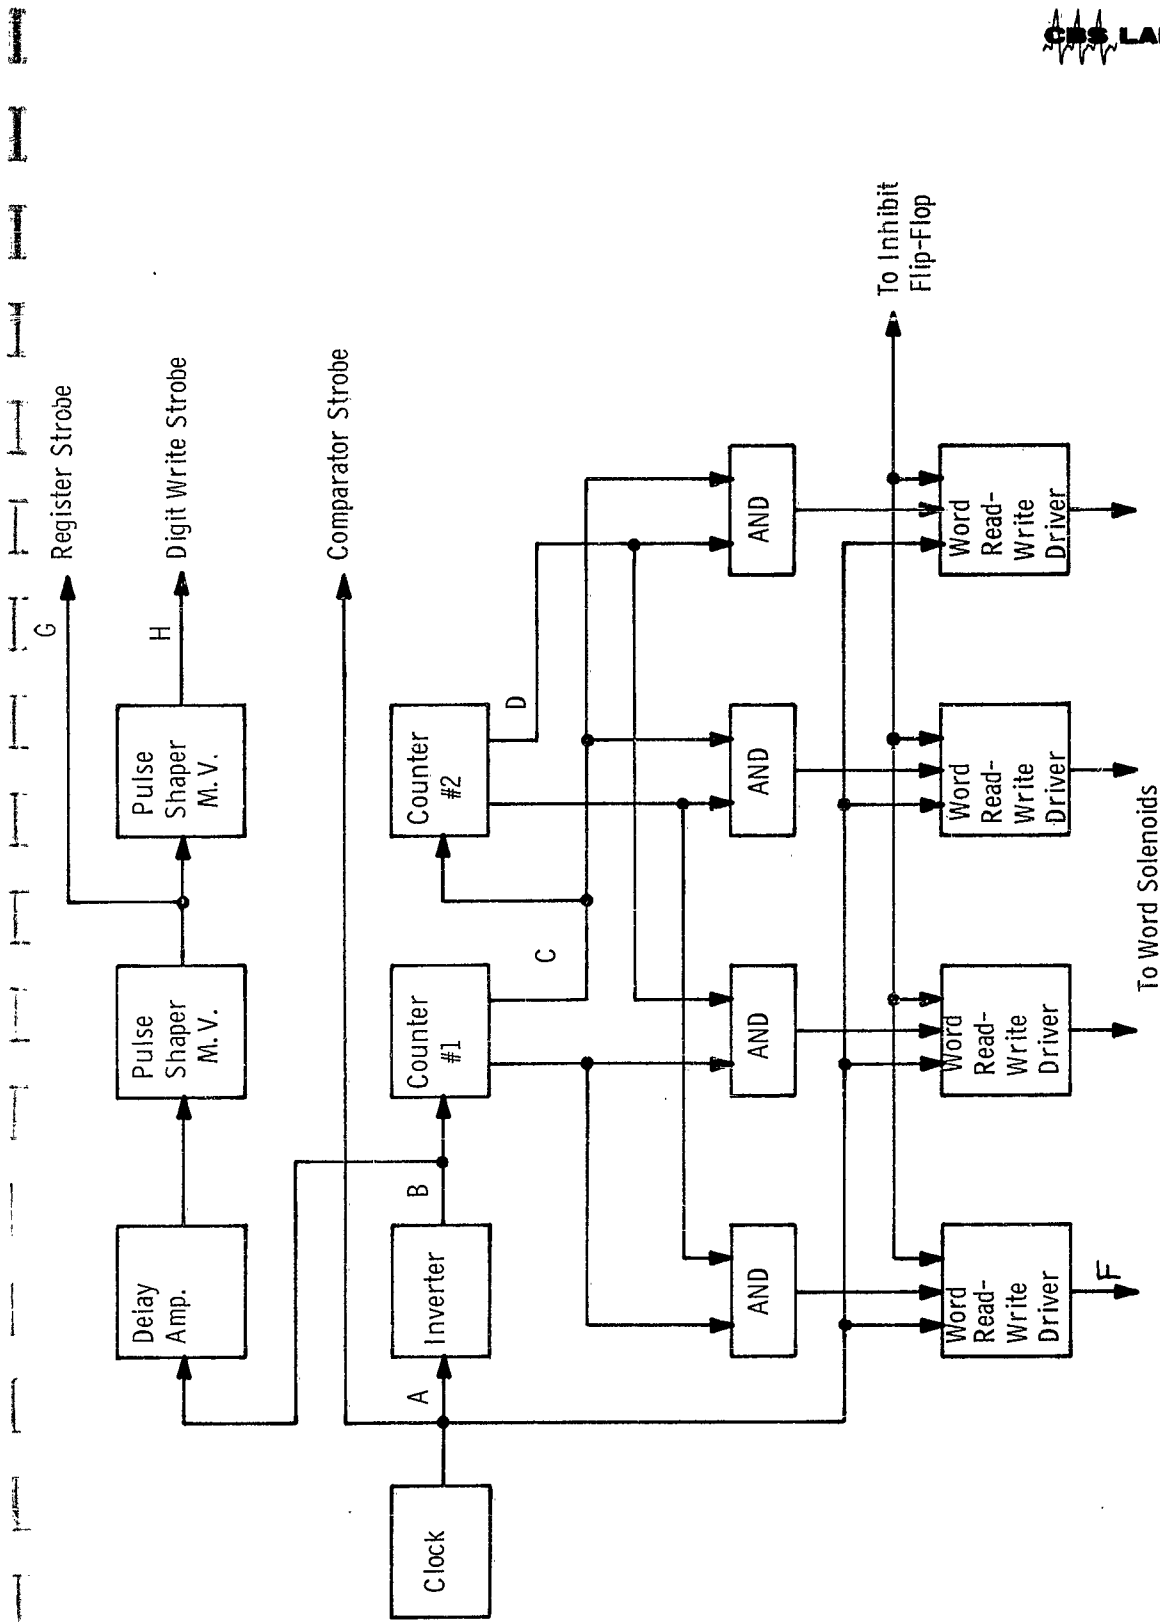 CBS LA
G
Register Strobe
Delay
Amp.
Pulse
Shaper
M.V.
Pulse
Shaper
M.V.
H
Digit Write Strobe
Comparator Strobe
Clock
A
Inverter
B
Counter
#1
C
Counter
#2
D
AND
AND
AND
AND
To Inhibit
Flip-Flop
Word
Read-
Write
Driver
Word
Read-
Write
Driver
Word
Read-
Write
Driver
Word
Read-
Write
Driver
F
To Word Solenoids